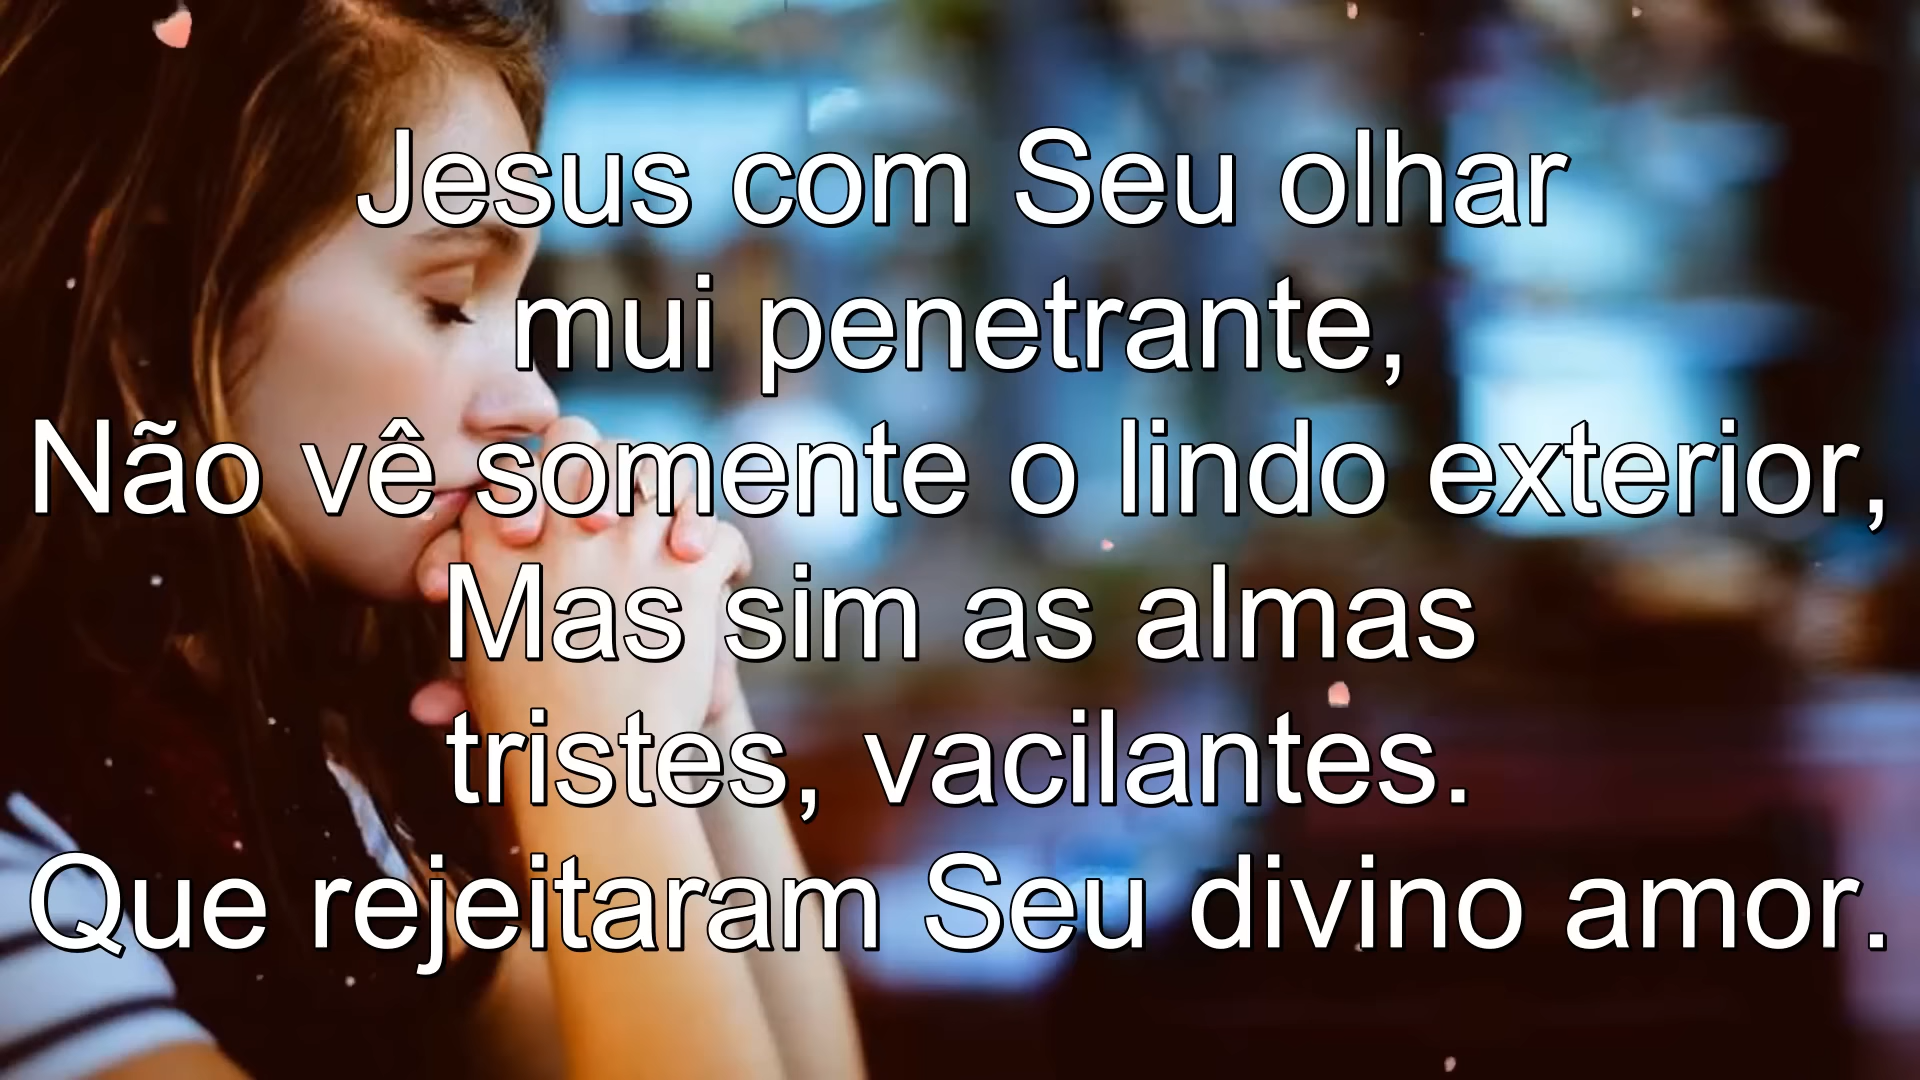 Jesus com Seu olhar
mui penetrante,
Não vê somente o lindo exterior,
Mas sim as almas
tristes, vacilantes.
Que rejeitaram Seu divino amor.